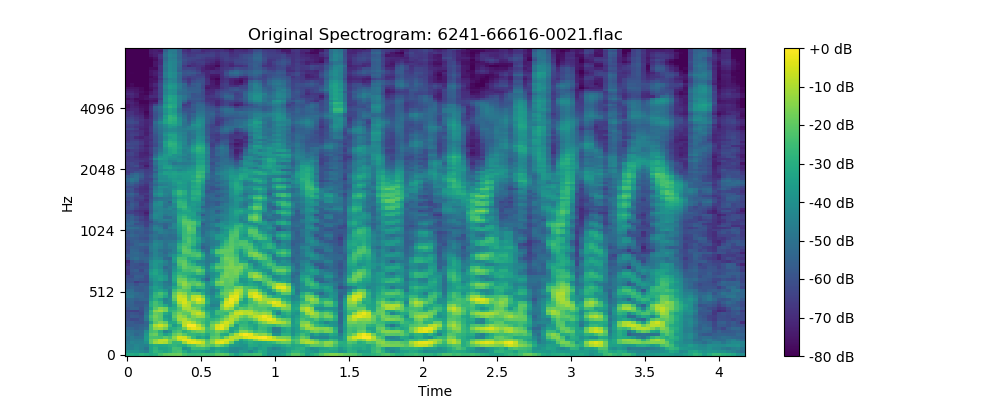 Original Spectrogram: 6241-66616-0021.flac
Hz
4096
2048
1024
512
0
0 0.5 1 1.5 2 2.5 3 3.5 4
Time
+0 dB
-10 dB
-20 dB
-30 dB
-40 dB
-50 dB
-60 dB
-70 dB
-80 dB